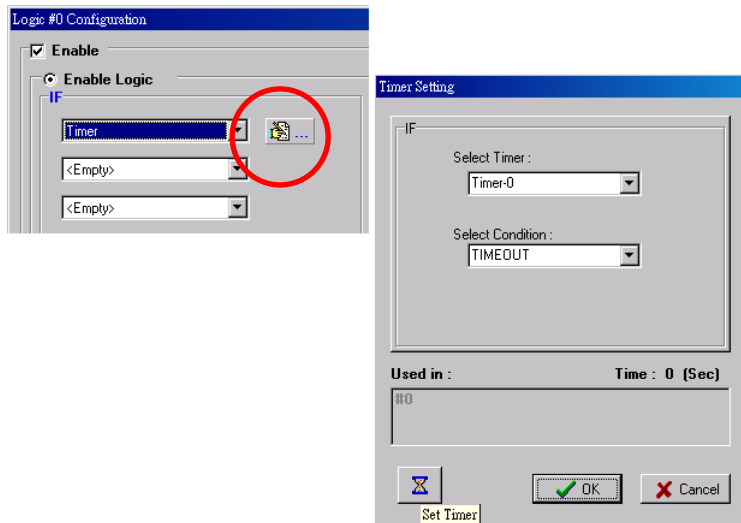 Logic #0 Configuration
Enable
Enable Logic
IF
Timer
...
<Empty>
<Empty>
Timer Setting
IF
Select Timer :
Timer-0
Select Condition :
TIMEOUT
Used in :
Time : 0 (Sec)
#0
OK
Cancel
Set Timer